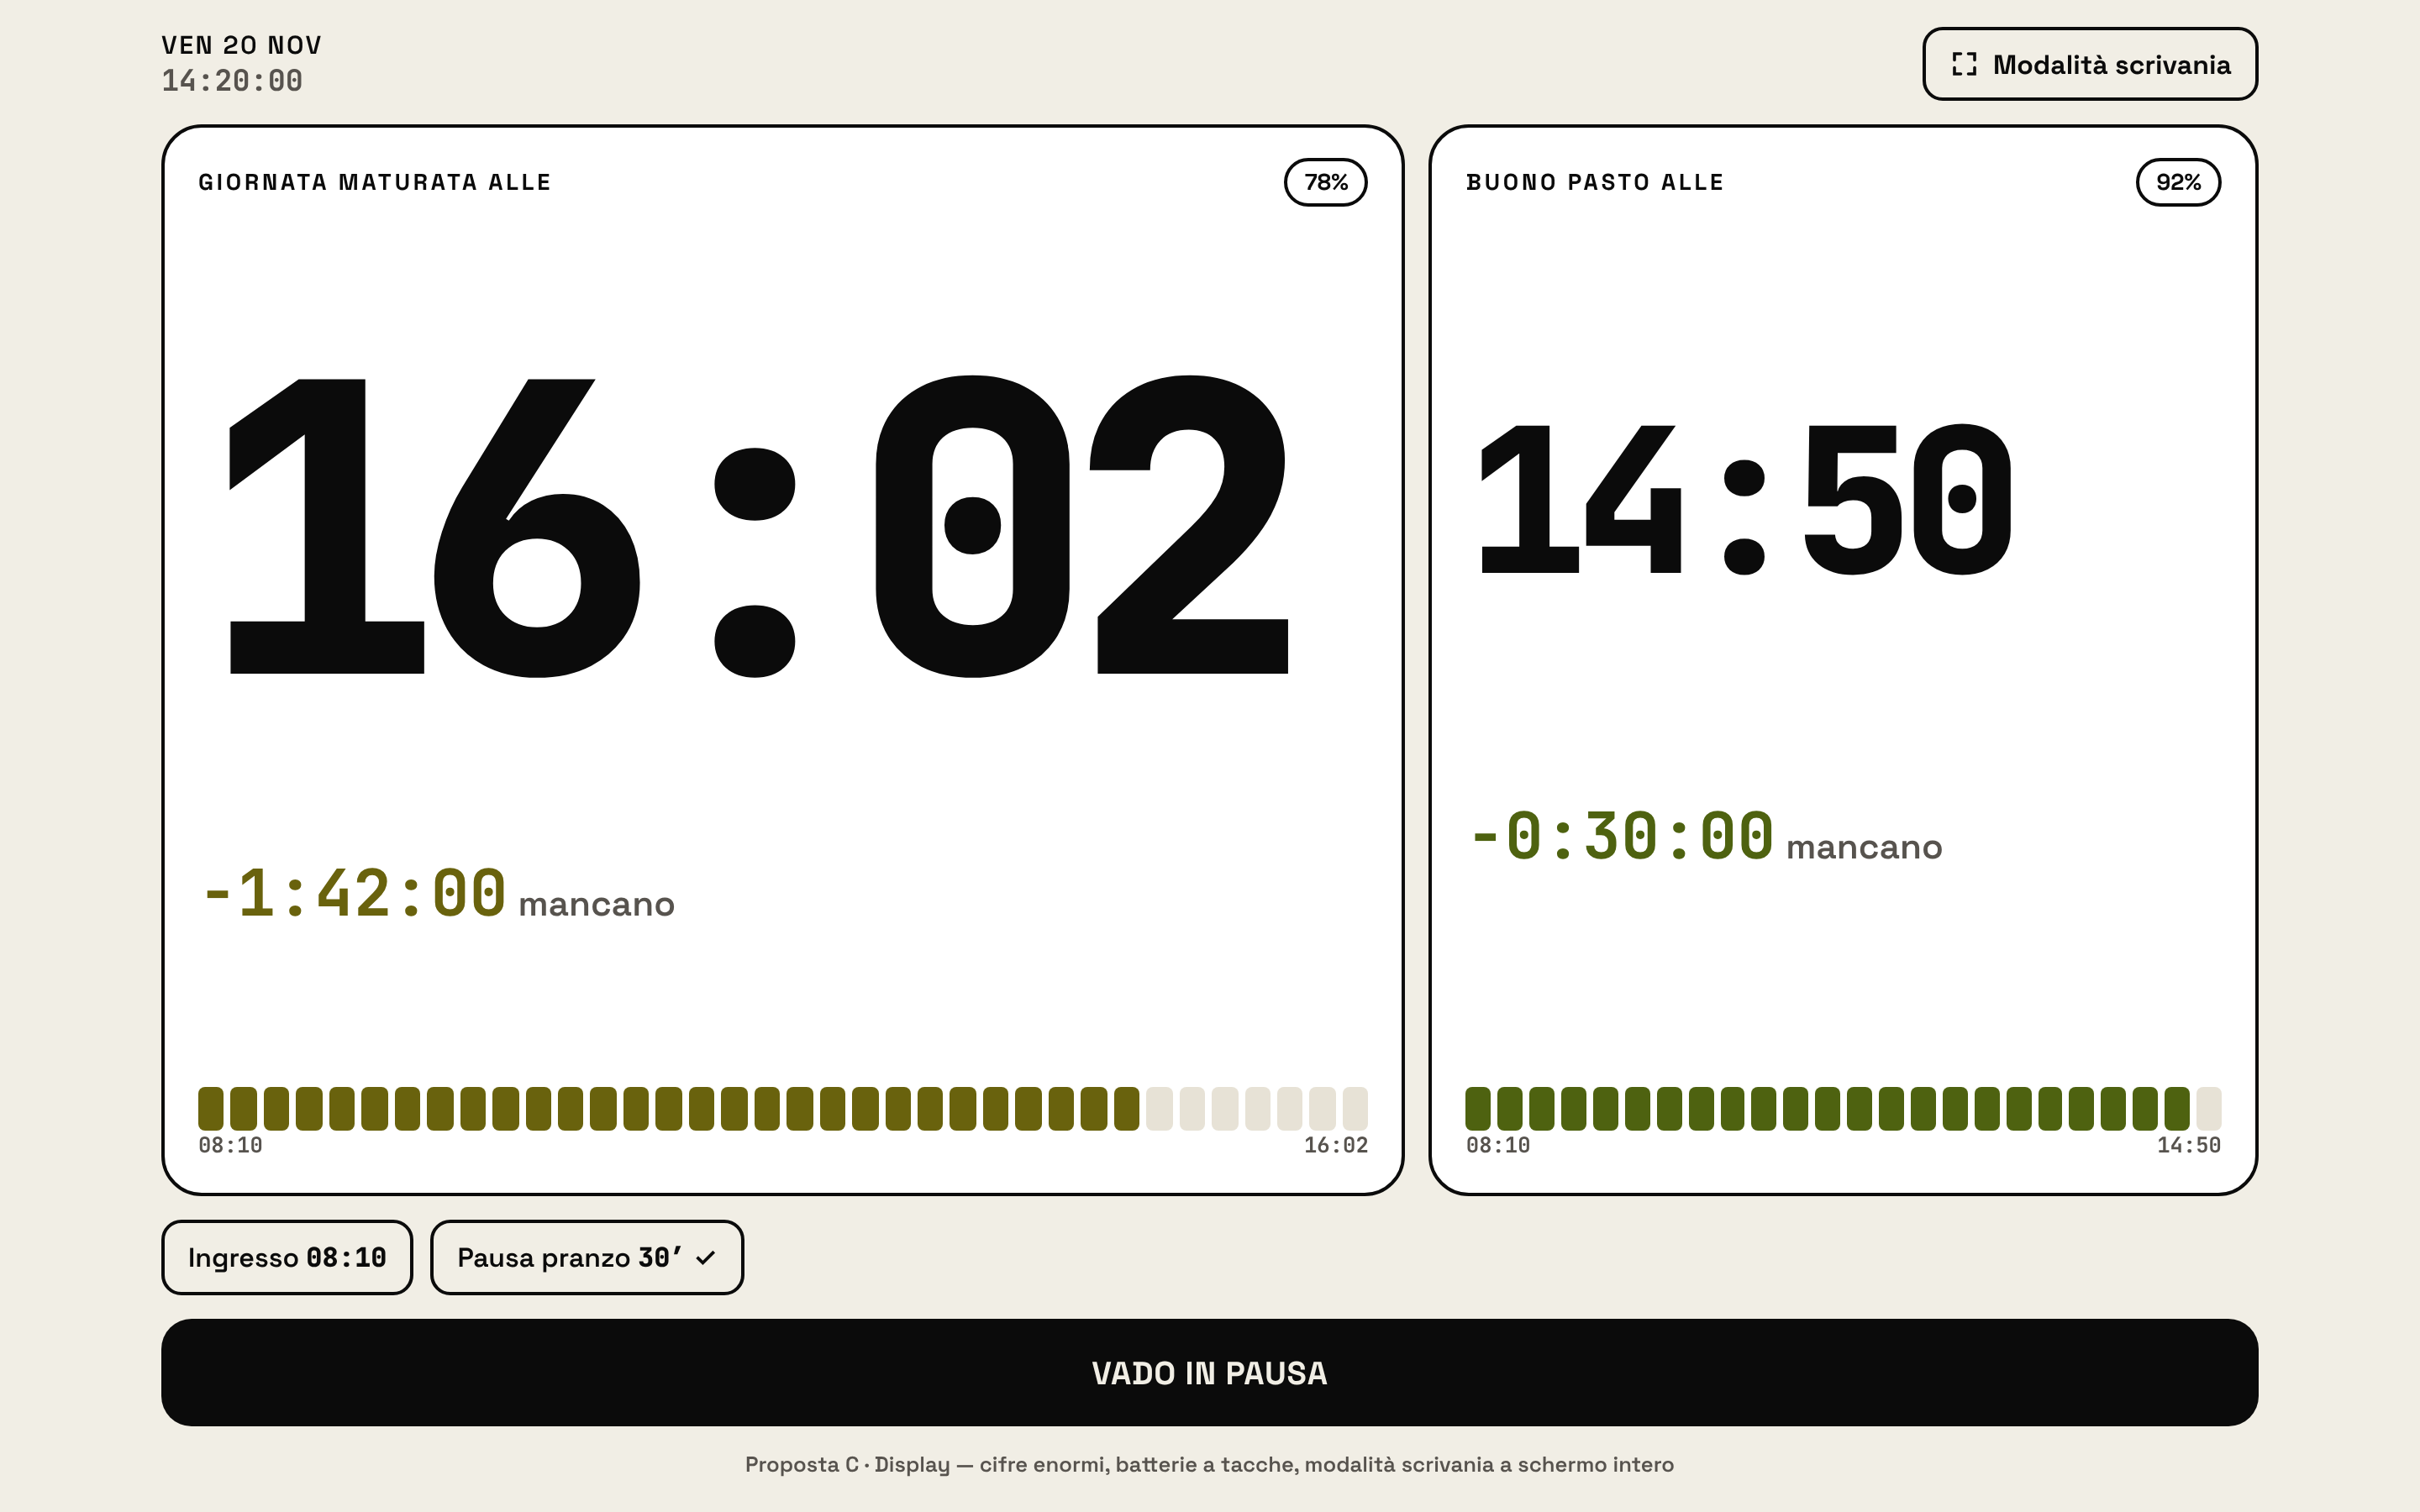 VEN 20 NOV
14:20:00
Modalità scrivania
GIORNATA MATURATA ALLE
78%
16:02
-1:42:00 mancano
08:10
16:02
BUONO PASTO ALLE
92%
14:50
-0:30:00 mancano
08:10
14:50
Ingresso 08:10
Pausa pranzo 30′ ✓
VADO IN PAUSA
Proposta C · Display — cifre enormi, batterie a tacche, modalità scrivania a schermo intero